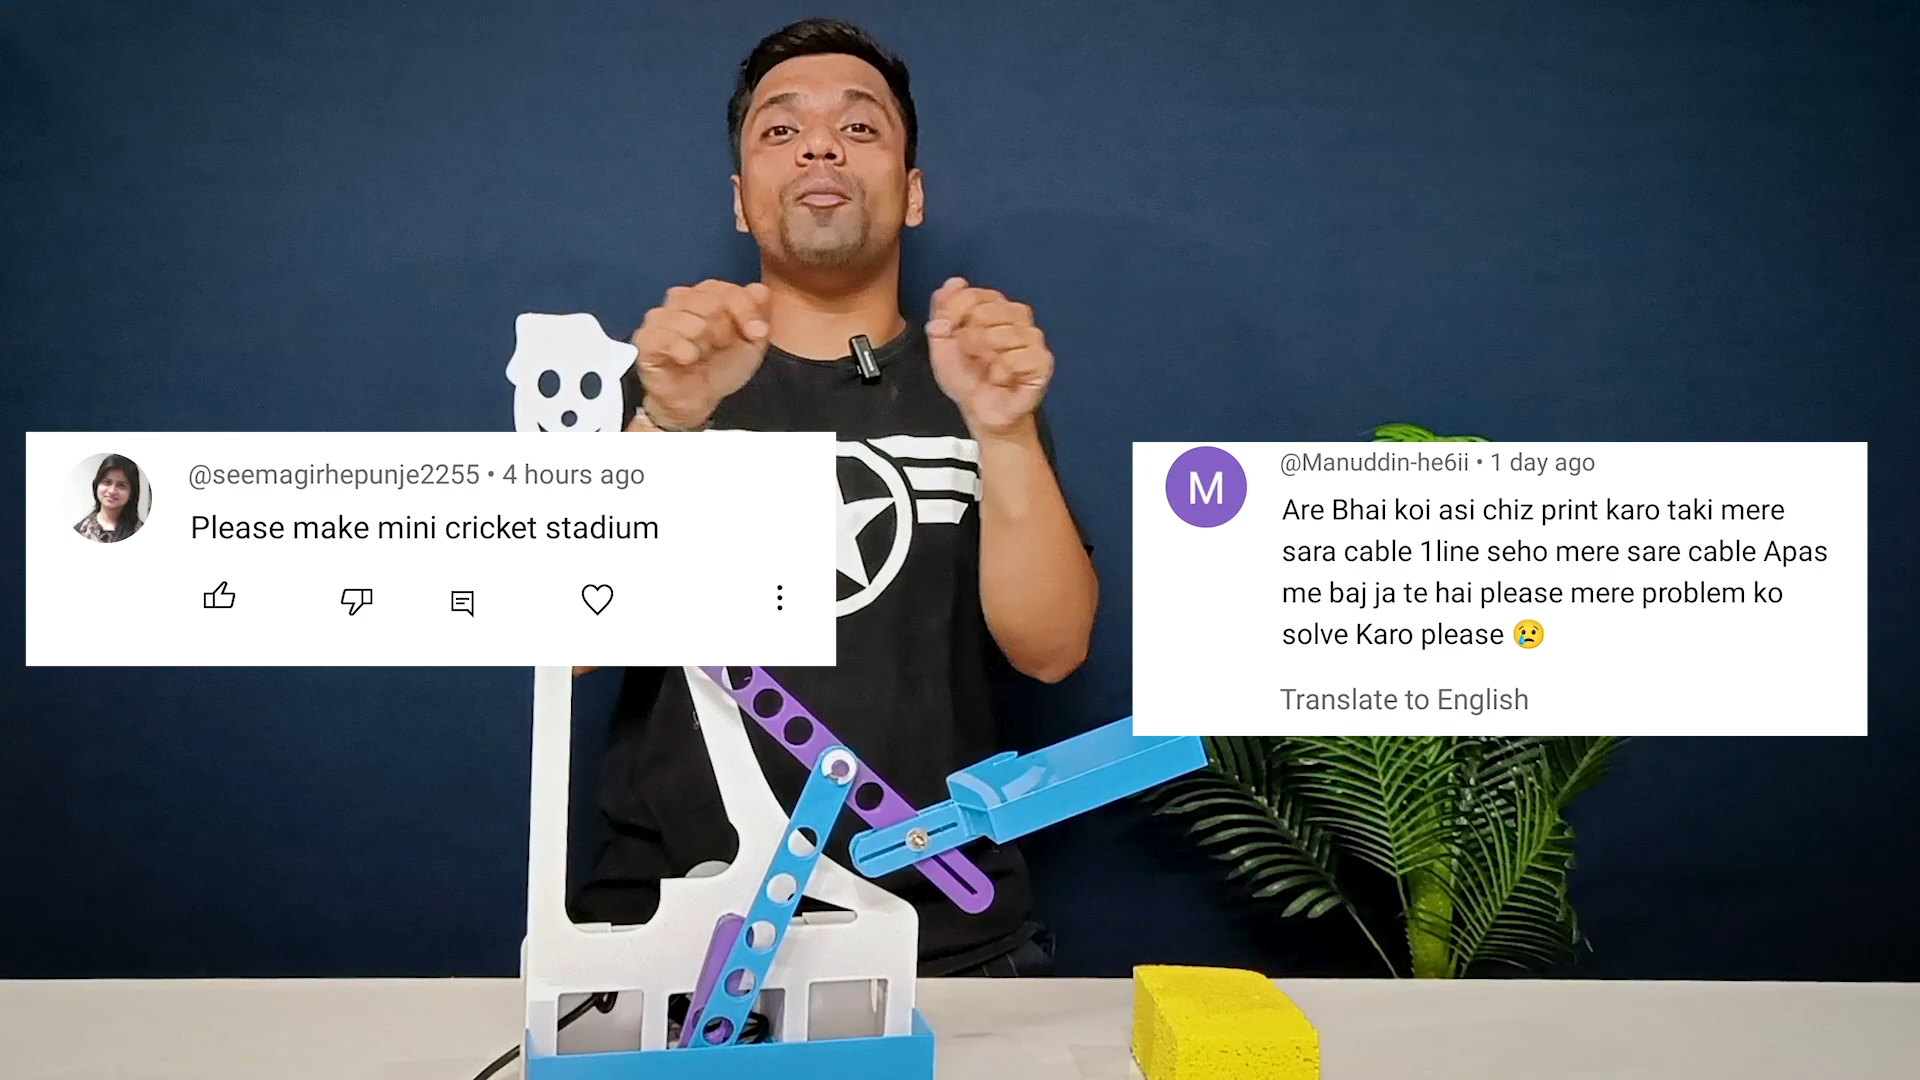 @seemagirhepunje2255 • 4 hours ago
Please make mini cricket stadium
M
@Manuddin-he6ii • 1 day ago
Are Bhai koi asi chiz print karo taki mere
sara cable 1line seho mere sare cable Apas
me baj ja te hai please mere problem ko
solve Karo please 😢
Translate to English